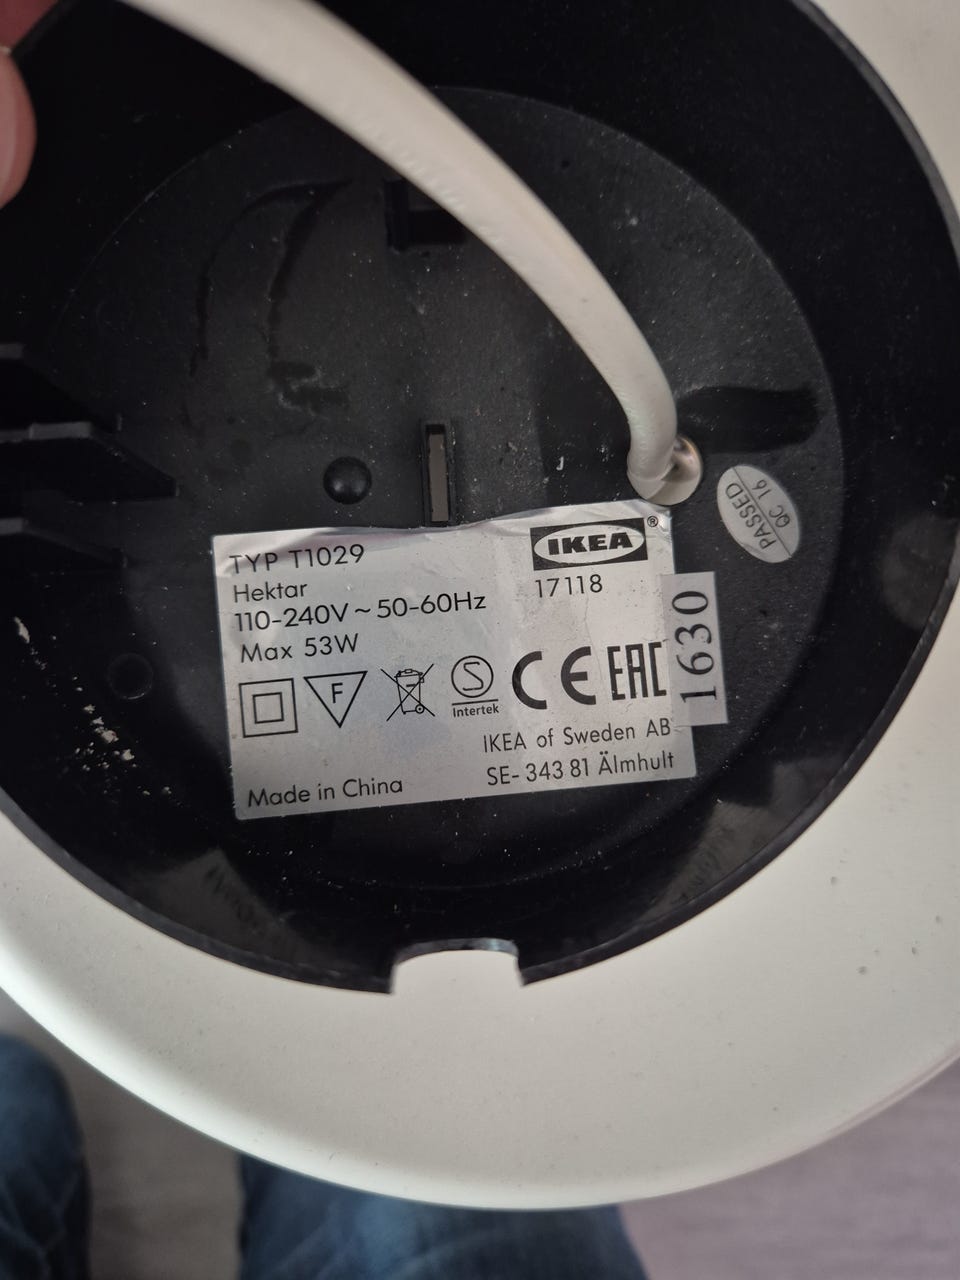 TYP T1029
Hektar
110-240V ~ 50-60Hz
Max 53W
IKEA®
17118
F
S
Intertek
CE EAC
IKEA of Sweden AB
SE- 343 81 Älmhult
Made in China
1630
PASSED
QC 16